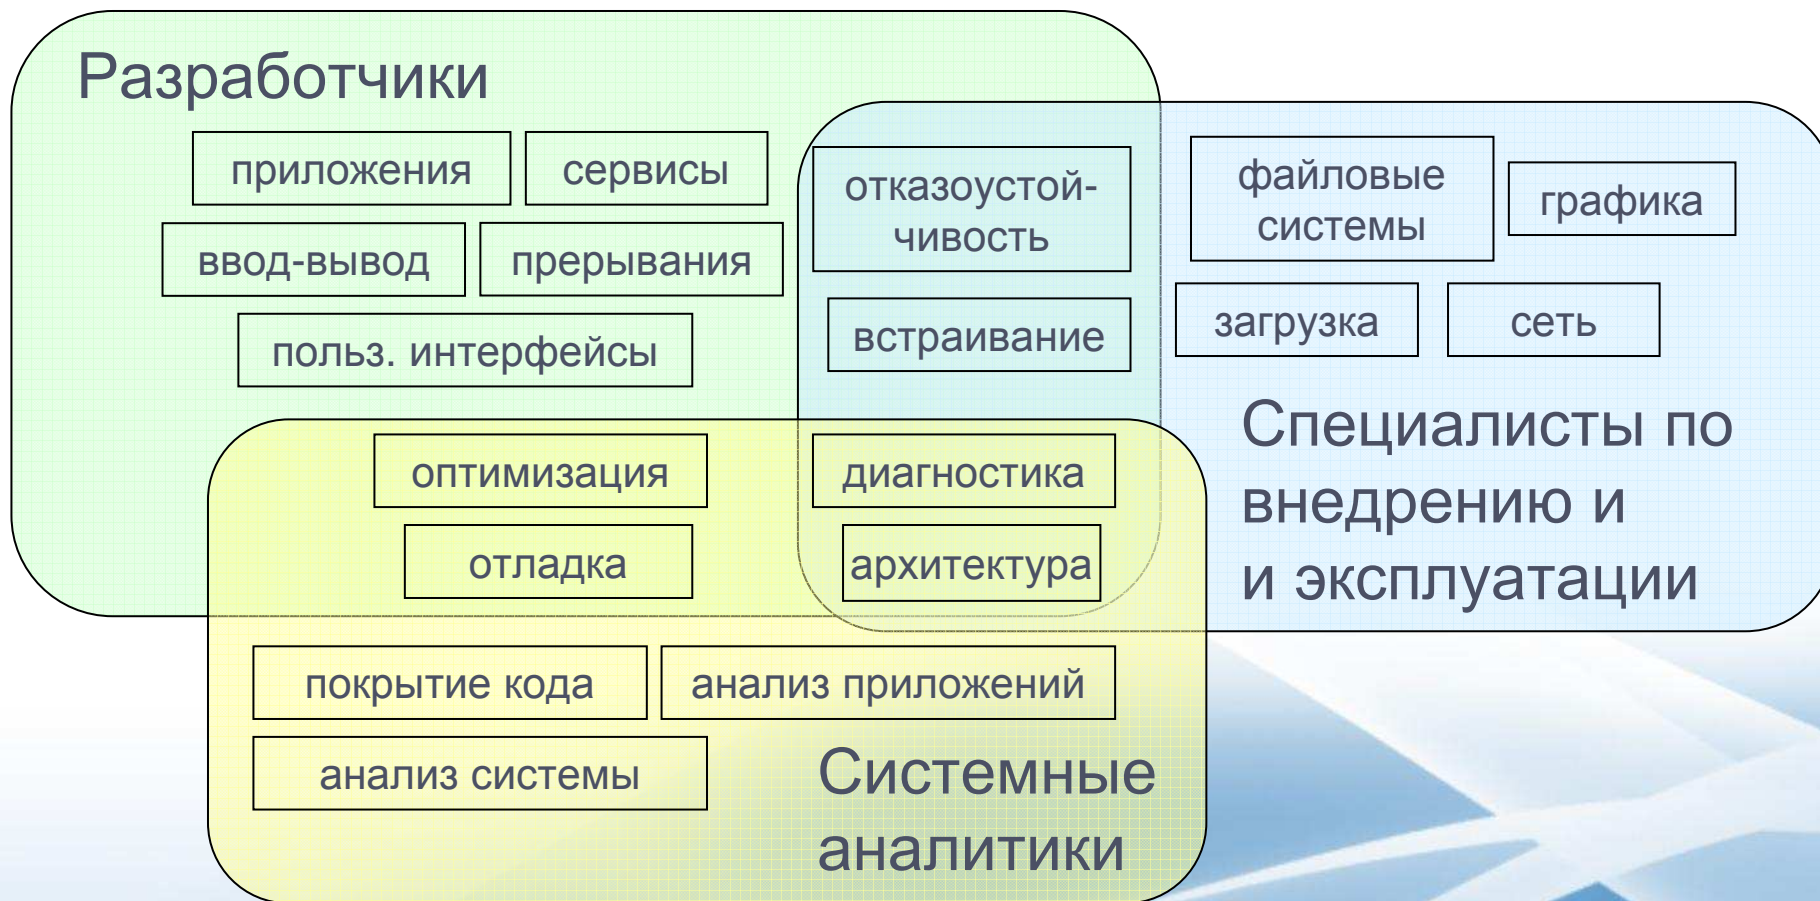 Разработчики
приложения
сервисы
ввод-вывод
прерывания
польз. интерфейсы
отказоустой-
чивость
встраивание
файловые
системы
графика
загрузка
сеть
Специалисты по
внедрению и
и эксплуатации
оптимизация
диагностика
отладка
архитектура
покрытие кода
анализ приложений
анализ системы
Системные
аналитики